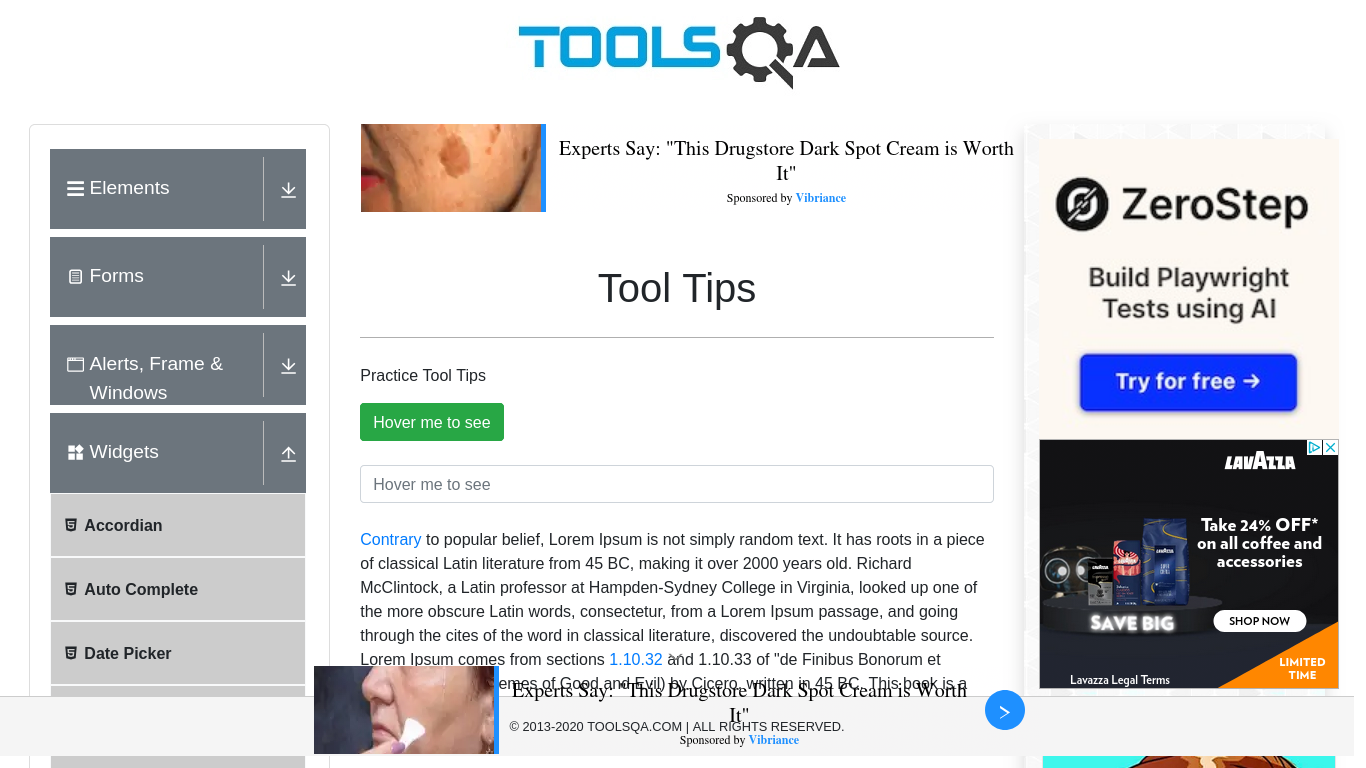 TOOLSQA
Elements
Forms
Alerts, Frame &
Windows
Widgets
Accordian
Auto Complete
Date Picker
Experts Say: "This Drugstore Dark Spot Cream is Worth
It"
Sponsored by Vibriance
Tool Tips
Practice Tool Tips
Hover me to see
Hover me to see
Contrary to popular belief, Lorem Ipsum is not simply random text. It has roots in a piece
of classical Latin literature from 45 BC, making it over 2000 years old. Richard
McClintock, a Latin professor at Hampden-Sydney College in Virginia, looked up one of
the more obscure Latin words, consectetur, from a Lorem Ipsum passage, and going
through the cites of the word in classical literature, discovered the undoubtable source.
Lorem Ipsum comes from sections 1.10.32 and 1.10.33 of "de Finibus Bonorum et
of Good and Evil) by Cicero, written in 45 BC. This book is a
ZeroStep
Build Playwright
Tests using AI
Try for free →
LAVAZZA
Take 24% OFF*
on all coffee and
accessories
SAVE BIG
SHOP NOW
LIMITED
TIME
Lavazza Legal Terms
Experts Say: "This Drugstore Dark Spot Cream is Worth
It"
Sponsored by Vibriance
© 2013-2020 TOOLSQA.COM | ALL RIGHTS RESERVED.